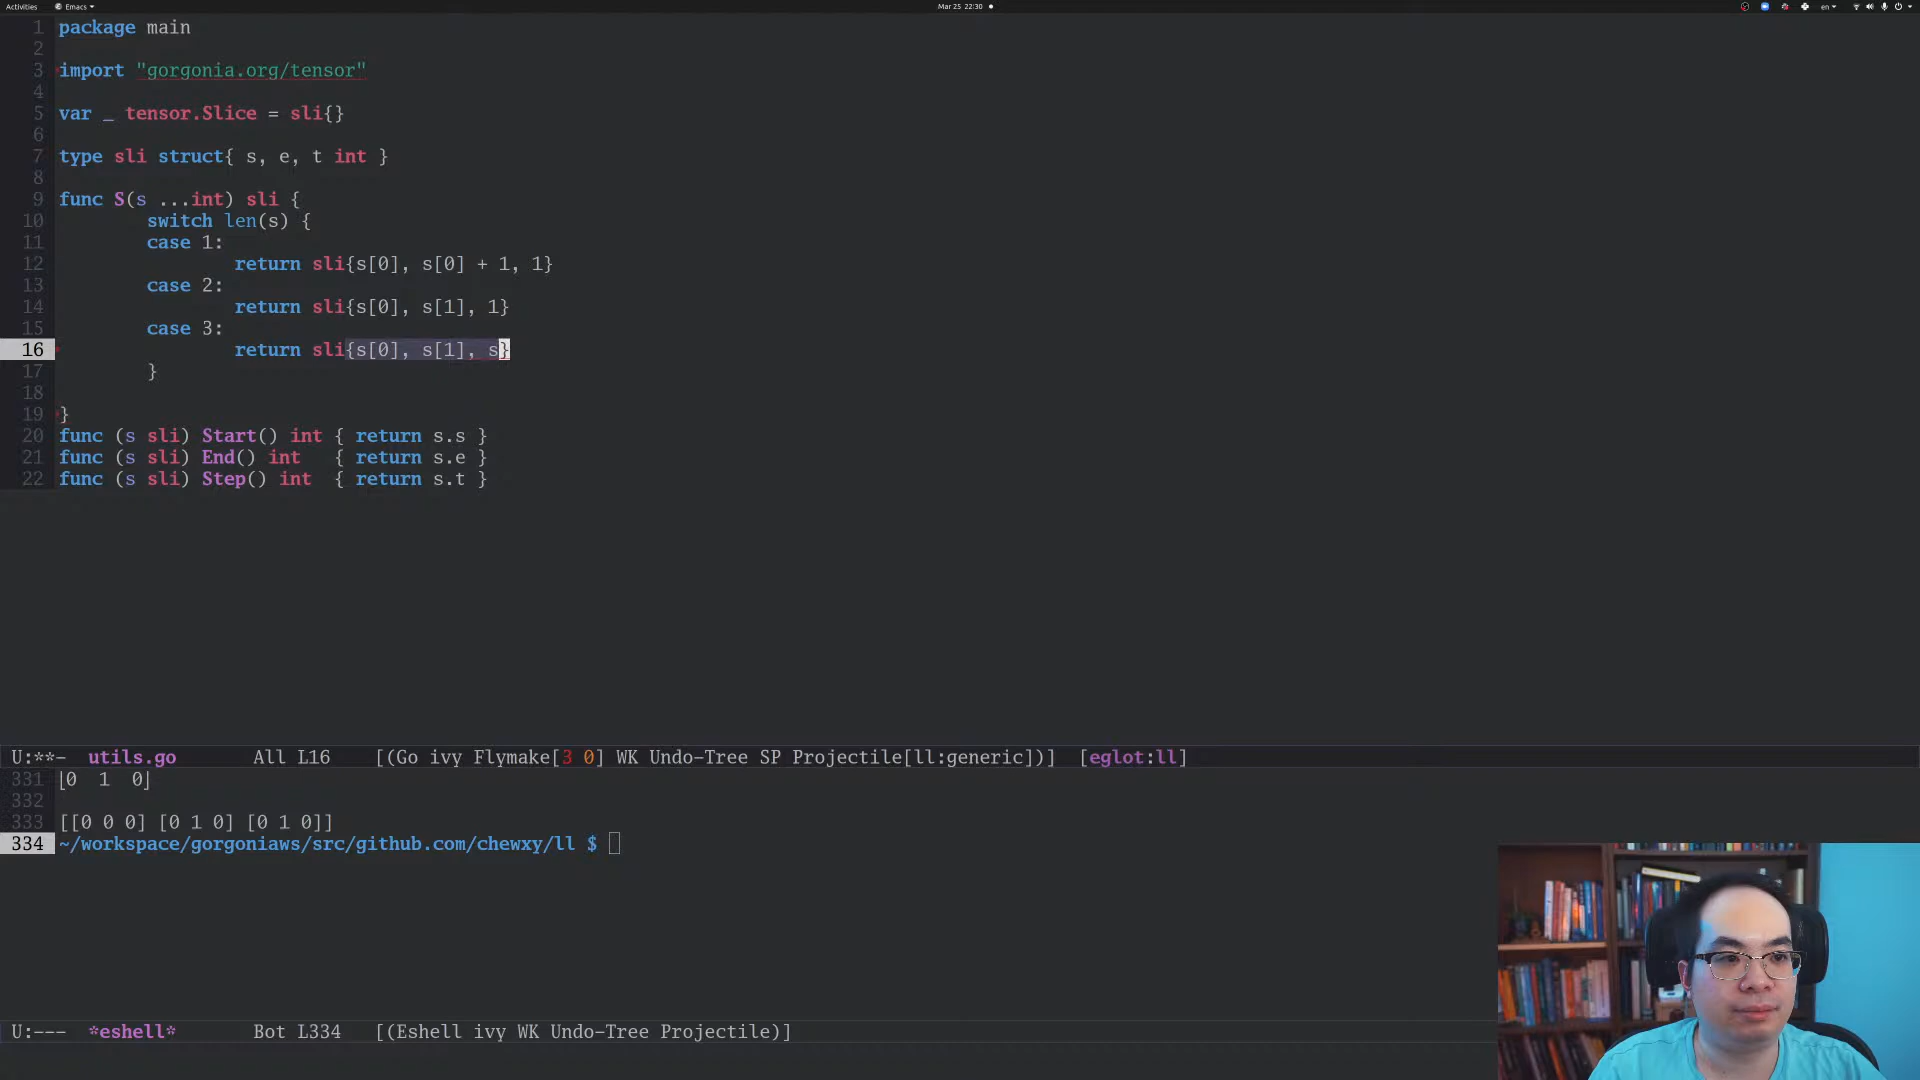 Activities Emacs Mar 25 22:30 en
1 package main
2
3 import "gorgonia.org/tensor"
4
5 var _ tensor.Slice = sli{}
6
7 type sli struct{ s, e, t int }
8
9 func S(s ...int) sli {
10 switch len(s) {
11 case 1:
12 return sli{s[0], s[0] + 1, 1}
13 case 2:
14 return sli{s[0], s[1], 1}
15 case 3:
16 return sli{s[0], s[1], s}
17 }
18
19 }
20 func (s sli) Start() int { return s.s }
21 func (s sli) End() int { return s.e }
22 func (s sli) Step() int { return s.t }
U:**- utils.go All L16 [(Go ivy Flymake[3 0] WK Undo-Tree SP Projectile[ll:generic])] [eglot:ll]
331 ⌊0 1 0⌋
332
333 [[0 0 0] [0 1 0] [0 1 0]]
334 ~/workspace/gorgoniaws/src/github.com/chewxy/ll $
U:--- *eshell* Bot L334 [(Eshell ivy WK Undo-Tree Projectile)]